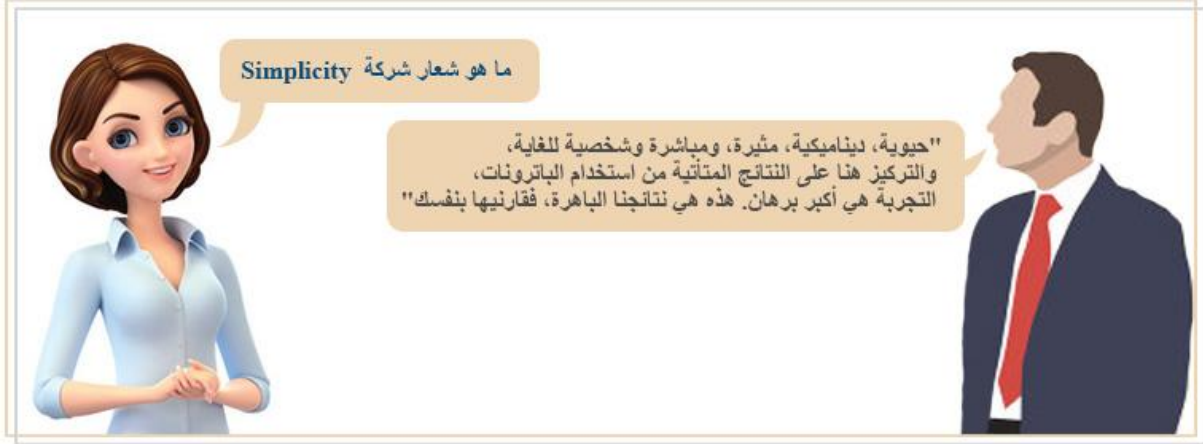 ما هو شعار شركة Simplicity
"حيوية، ديناميكية، مثيرة، ومباشرة وشخصية للغاية،
والتركيز هنا على النتائج المتأتية من استخدام الباترونات،
التجربة هي أكبر برهان. هذه هي نتائجنا الباهرة، فقارنيها بنفسك"